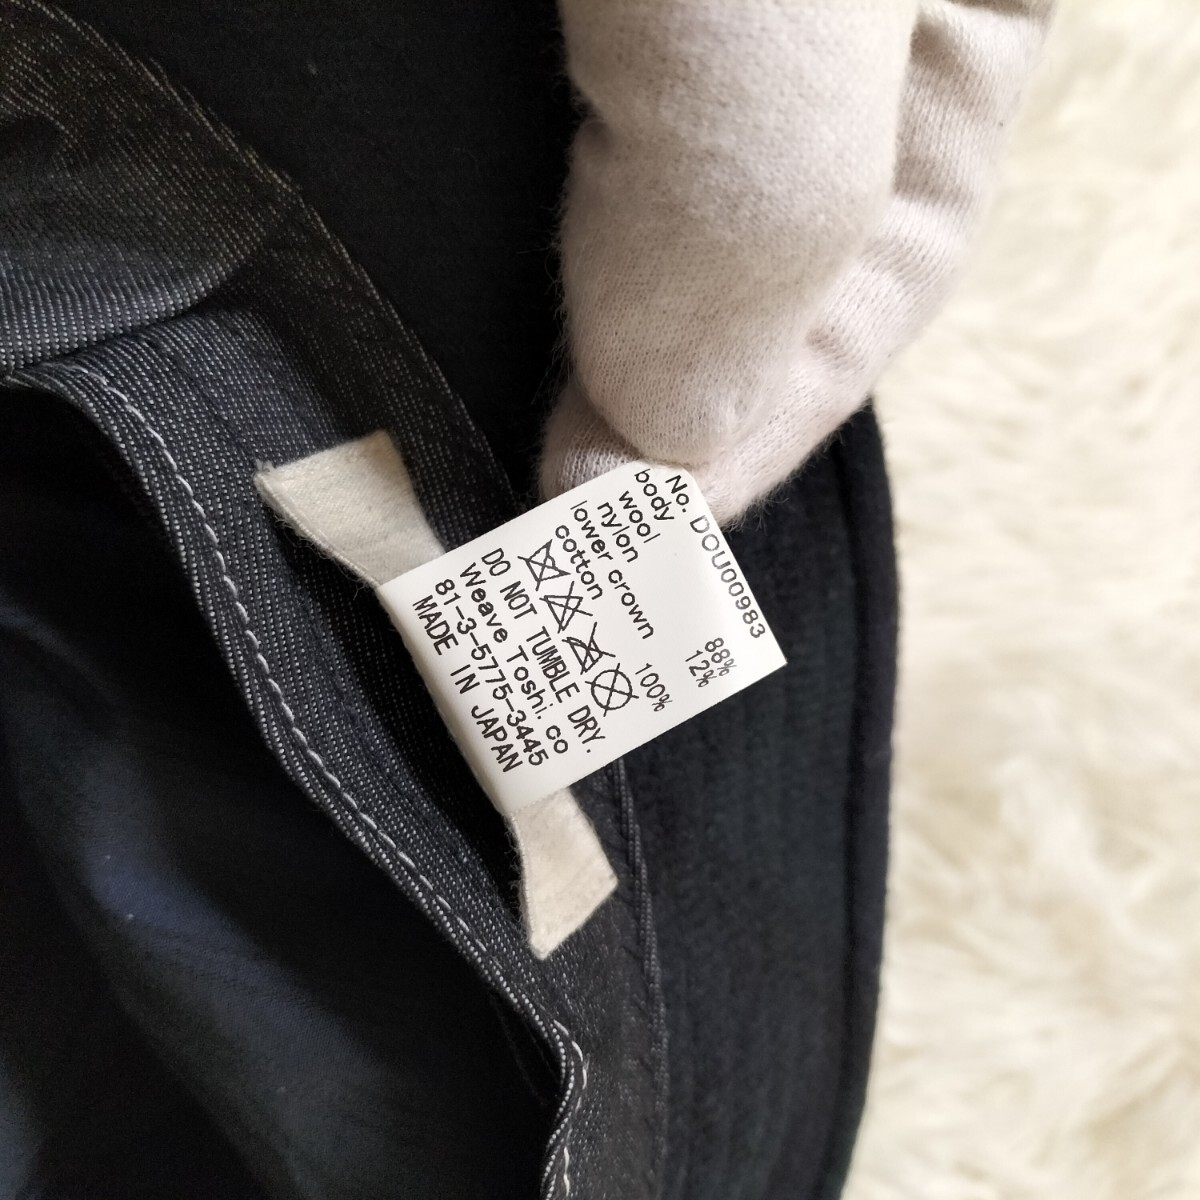 No. DOU00983
body
wool 88%
nylon 12%
lower crown
cotton 100%
DO NOT TUMBLE DRY.
Weave Toshi. co
81-3-5775-3445
MADE IN JAPAN